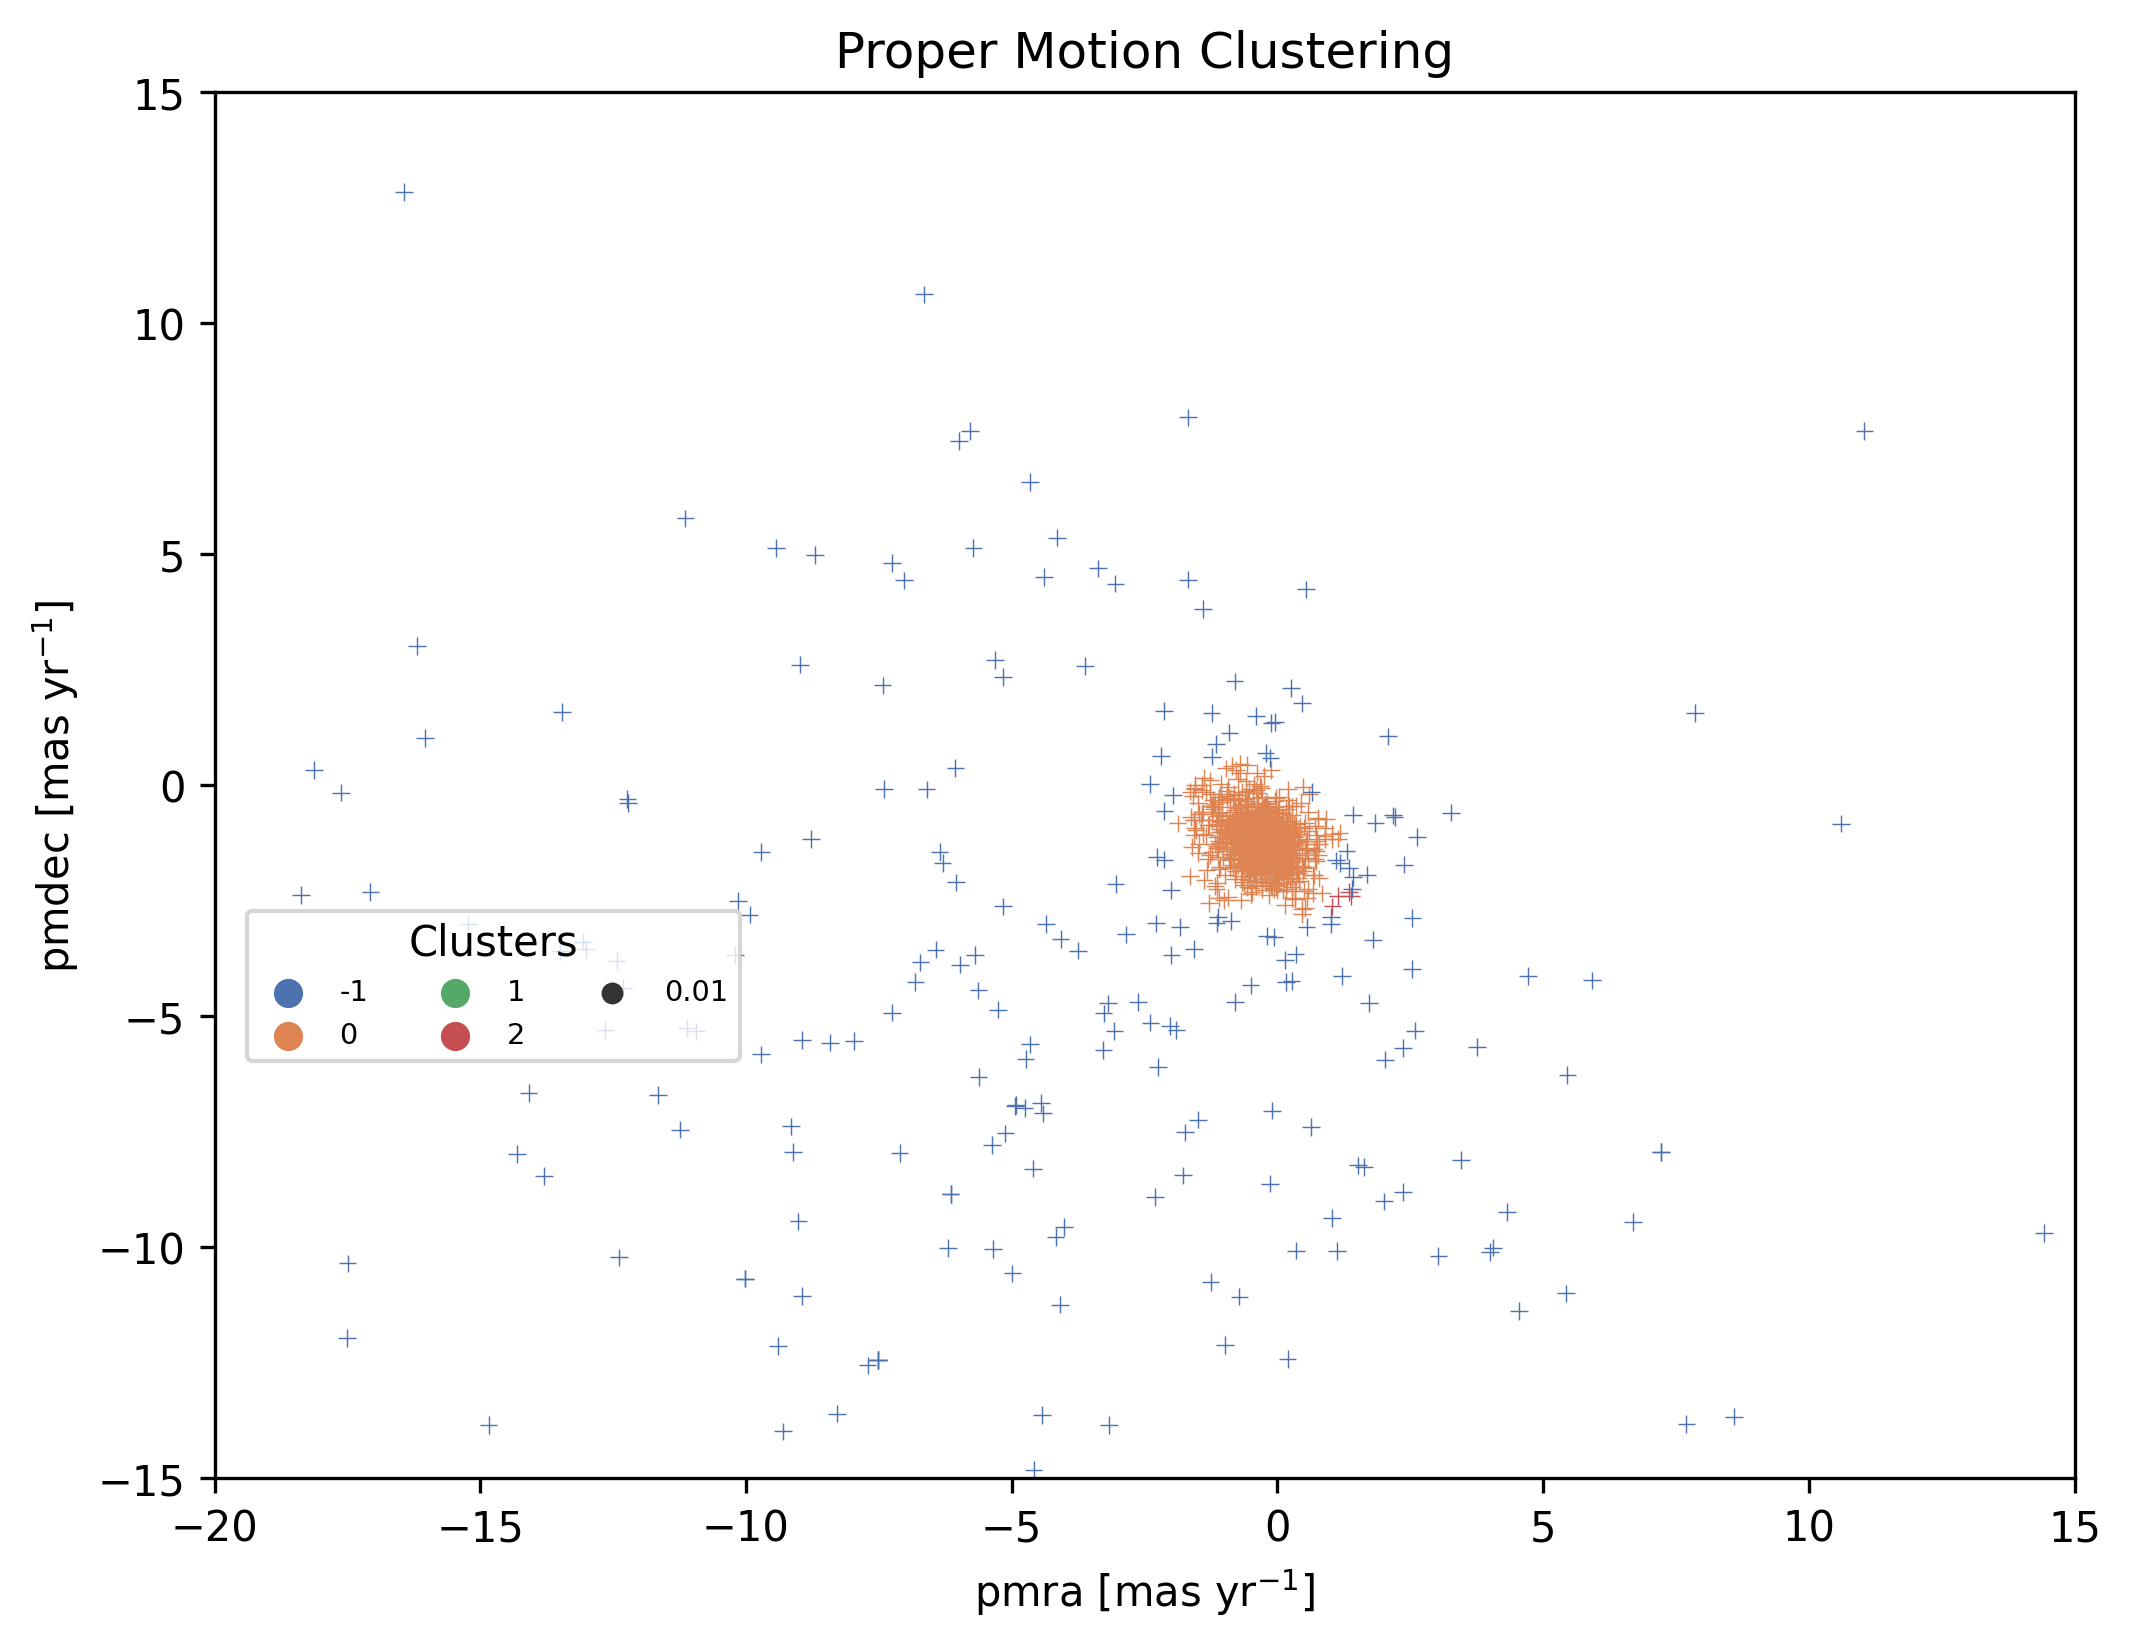 Proper Motion Clustering
15
10
5
0
−5
−10
−15
pmdec [mas yr⁻¹]
Clusters
-1 1 0.01
0 2
−20 −15 −10 −5 0 5 10 15
pmra [mas yr⁻¹]